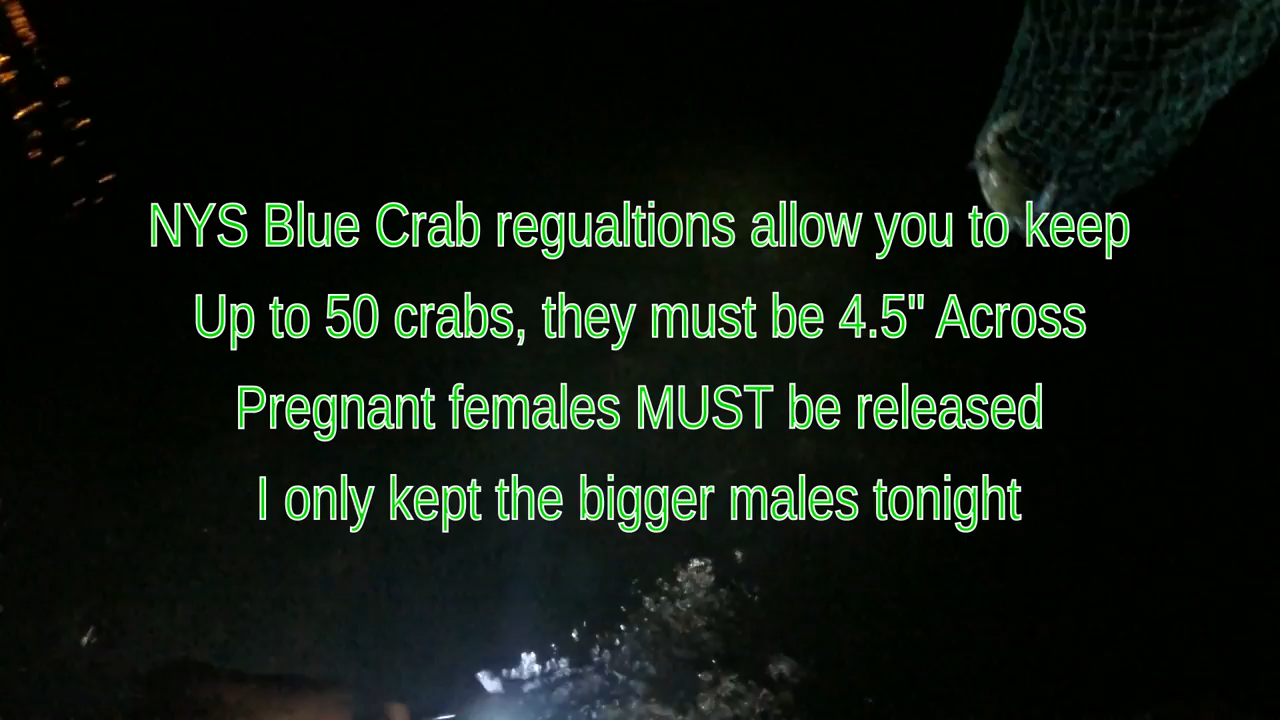 NYS Blue Crab regualtions allow you to keep
Up to 50 crabs, they must be 4.5" Across
Pregnant females MUST be released
I only kept the bigger males tonight